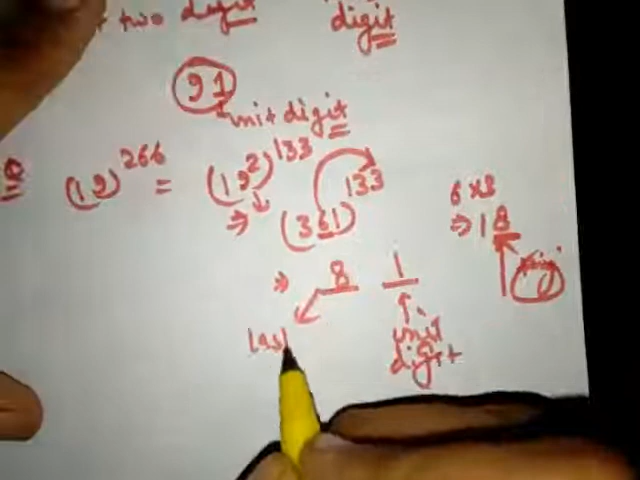 two digit digit
91
unit digit
Q (19)^266 = (19^2)^133
⇒ (361)^133
6 x 3
⇒ 18
⇒ 8 1
last unit
digit